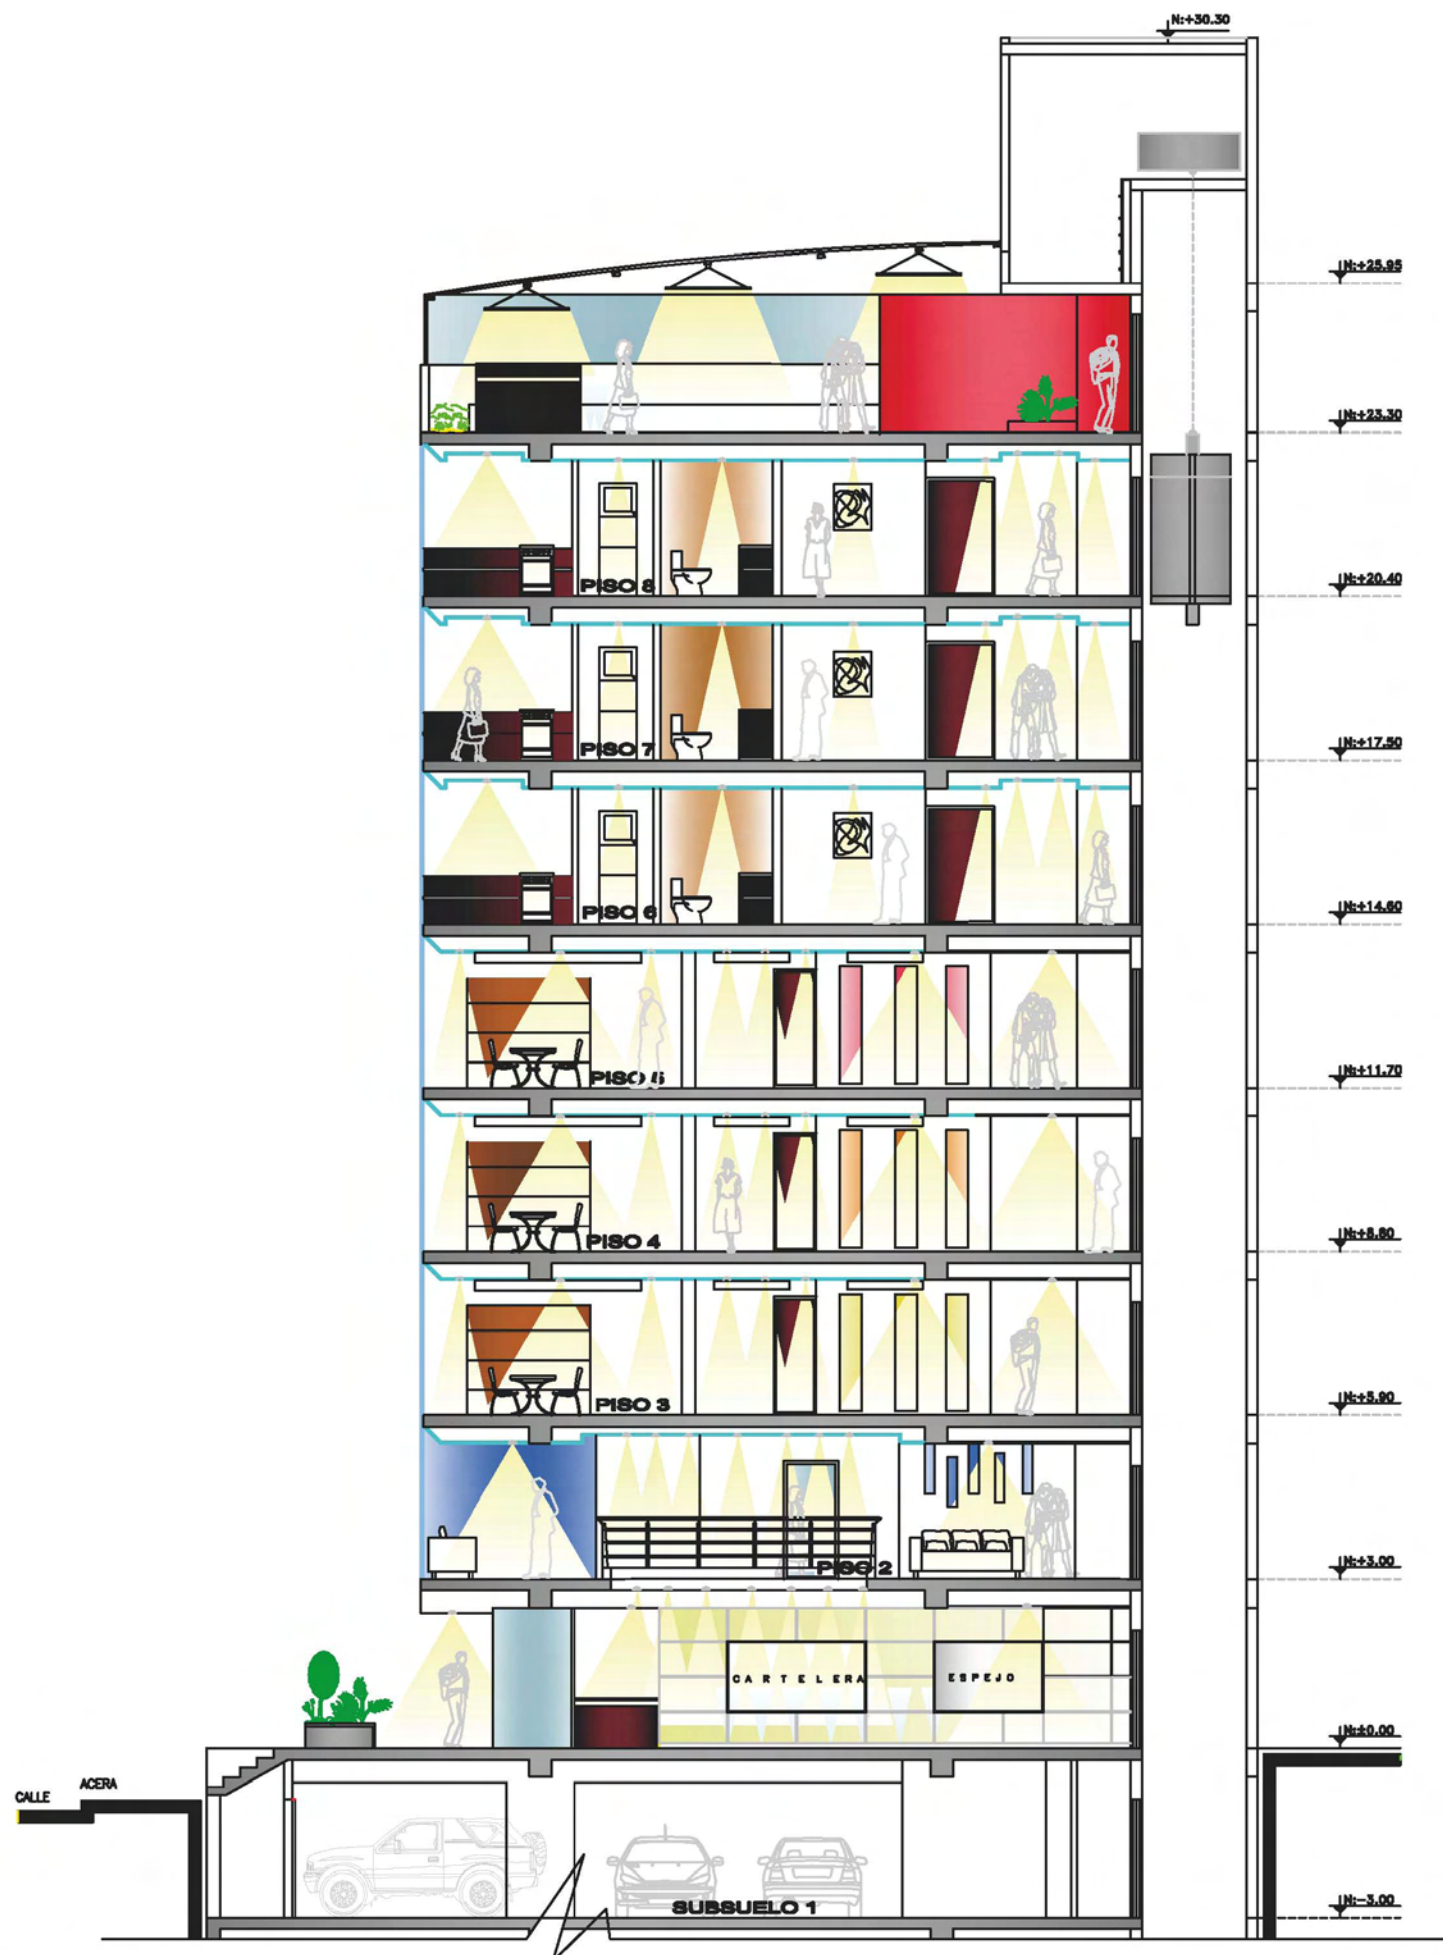 N:+30.30
N:+25.95
N:+23.30
PISO 8
N:+20.40
PISO 7
N:+17.50
PISO 6
N:+14.60
PISO 5
N:+11.70
PISO 4
N:+8.80
PISO 3
N:+5.90
PISO 2
N:+3.00
CARTELERA
ESPEJO
N:±0.00
CALLE
ACERA
SUBSUELO 1
N:-3.00